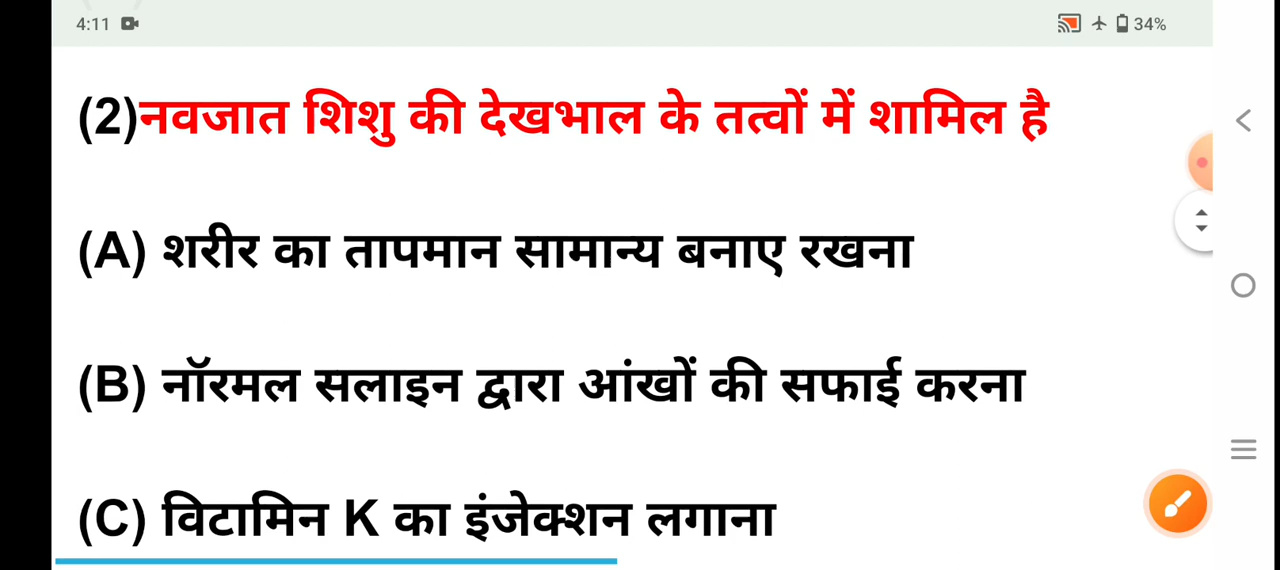 4:11 34%
(2)नवजात शिशु की देखभाल के तत्वों में शामिल है
(A) शरीर का तापमान सामान्य बनाए रखना
(B) नॉरमल सलाइन द्वारा आंखों की सफाई करना
(C) विटामिन K का इंजेक्शन लगाना